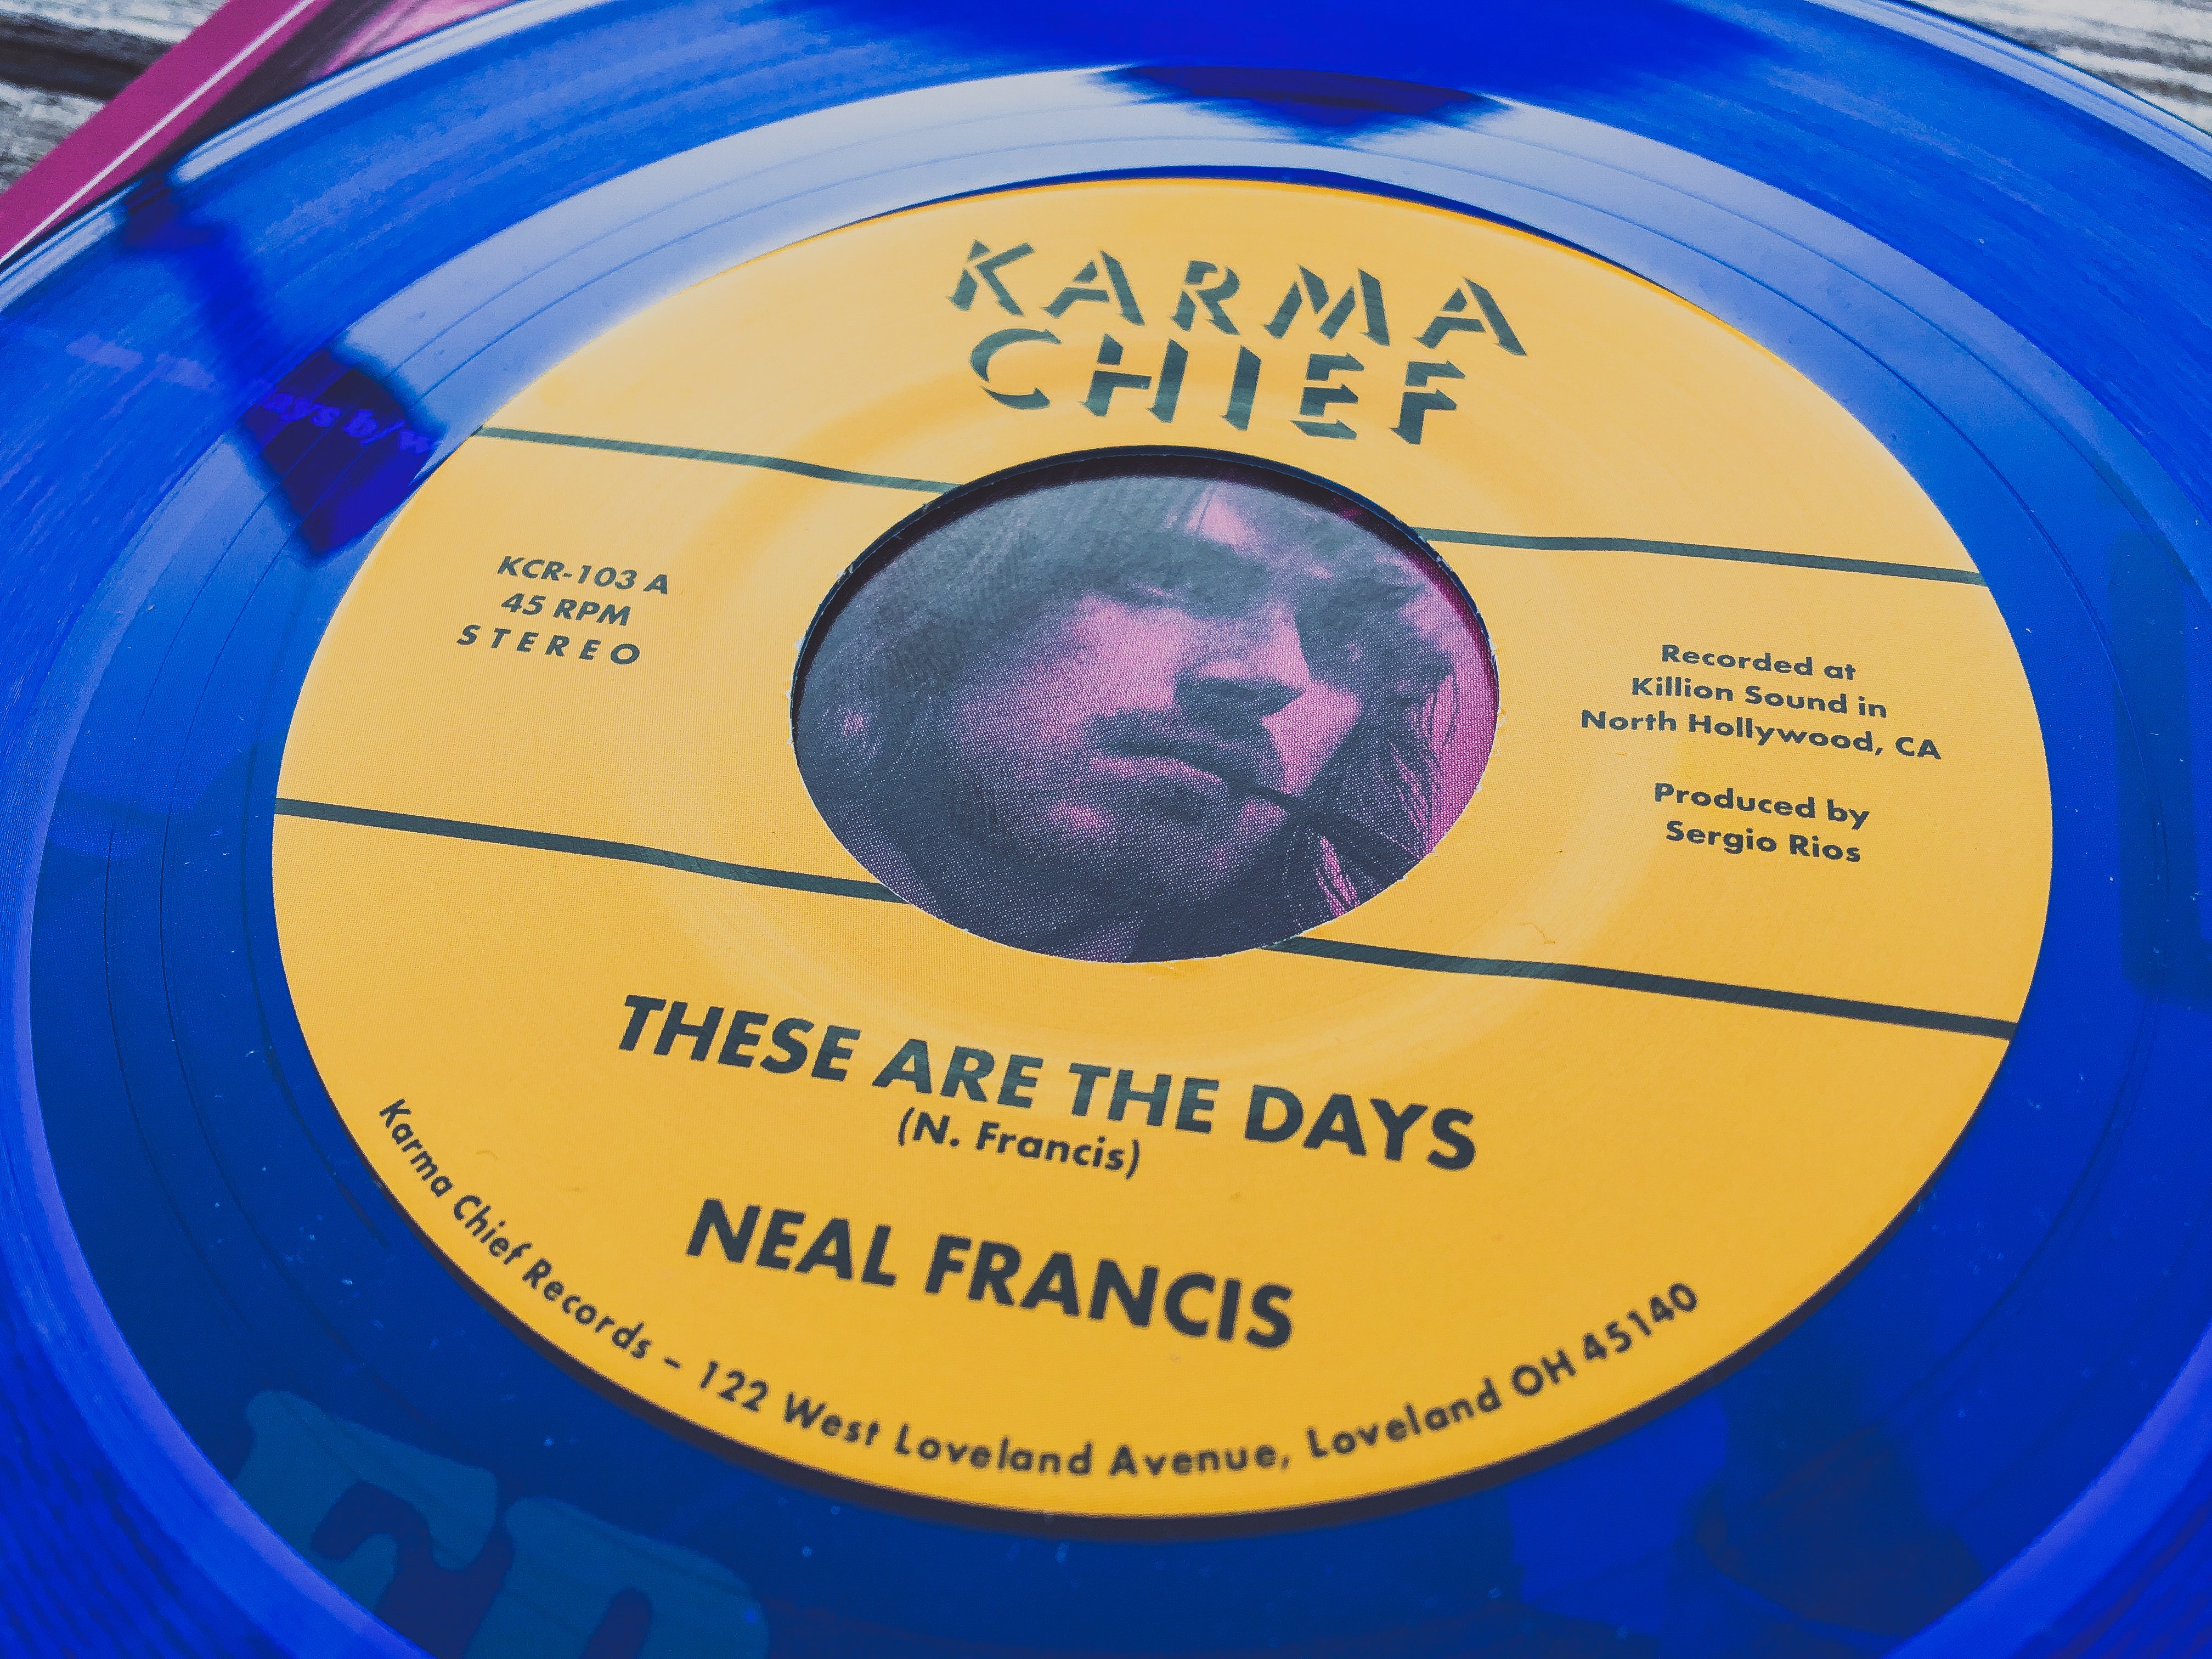 KARMA
CHIEF
KCR-103 A
45 RPM
STEREO
Recorded at
Killion Sound in
North Hollywood, CA
Produced by
Sergio Rios
THESE ARE THE DAYS
(N. Francis)
NEAL FRANCIS
Karma Chief Records – 122 West Loveland Avenue, Loveland OH 45140
ays b/w